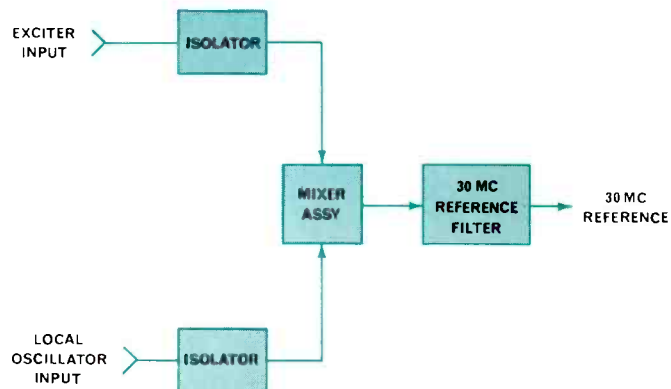 EXCITER
INPUT
ISOLATOR
MIXER
ASSY
30 MC
REFERENCE
FILTER
30 MC
REFERENCE
LOCAL
OSCILLATOR
INPUT
ISOLATOR